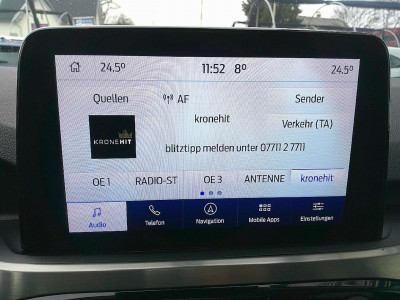 24.5° 11:52 8° 24.5°
Quellen AF Sender
kronehit
Verkehr (TA)
KRONEHIT
blitztipp melden unter 07711 2 7711
OE 1 RADIO-ST OE 3 ANTENNE kronehit
Audio Telefon Navigation Mobile Apps Einstellungen